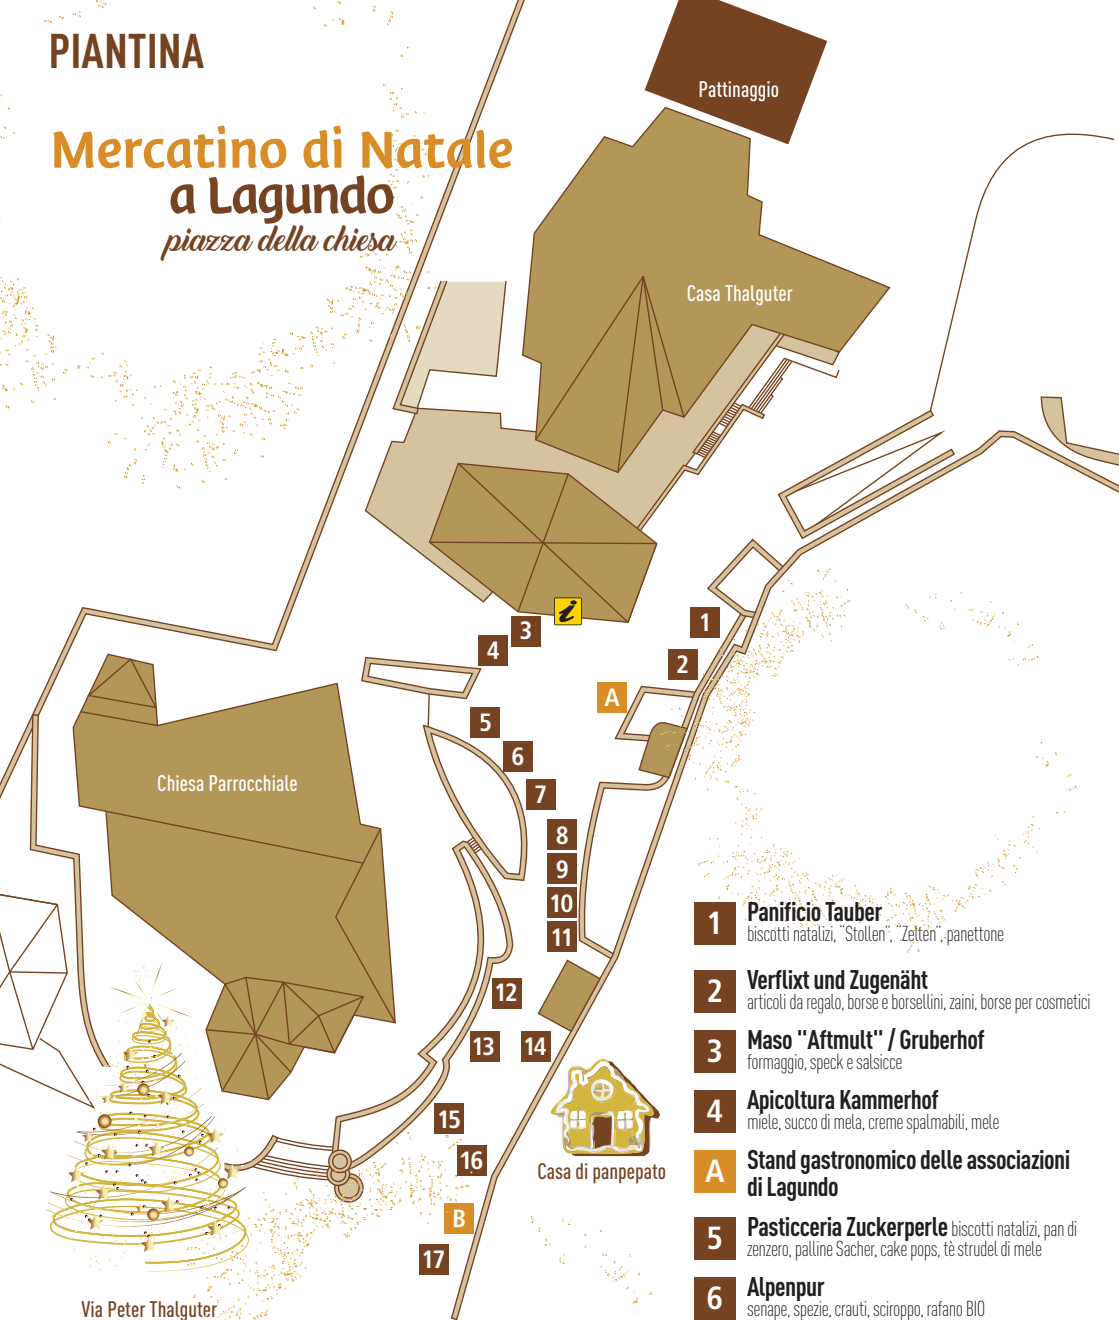 PIANTINA
Mercatino di Natale
a Lagundo
piazza della chiesa
Pattinaggio
Casa Thalguter
i
1
3
4
2
A
5
6
Chiesa Parrocchiale
7
8
9
10
11
12
13
14
15
16
Casa di panpepato
B
17
Via Peter Thalguter
1 Panificio Tauber
biscotti natalizi, "Stollen", "Zelten", panettone
2 Verflixt und Zugenäht
articoli da regalo, borse e borsellini, zaini, borse per cosmetici
3 Maso "Aftmult" / Gruberhof
formaggio, speck e salsicce
4 Apicoltura Kammerhof
miele, succo di mela, creme spalmabili, mele
A Stand gastronomico delle associazioni
di Lagundo
5 Pasticceria Zuckerperle biscotti natalizi, pan di
zenzero, palline Sacher, cake pops, tè strudel di mele
6 Alpenpur
senape, spezie, crauti, sciroppo, rafano BIO